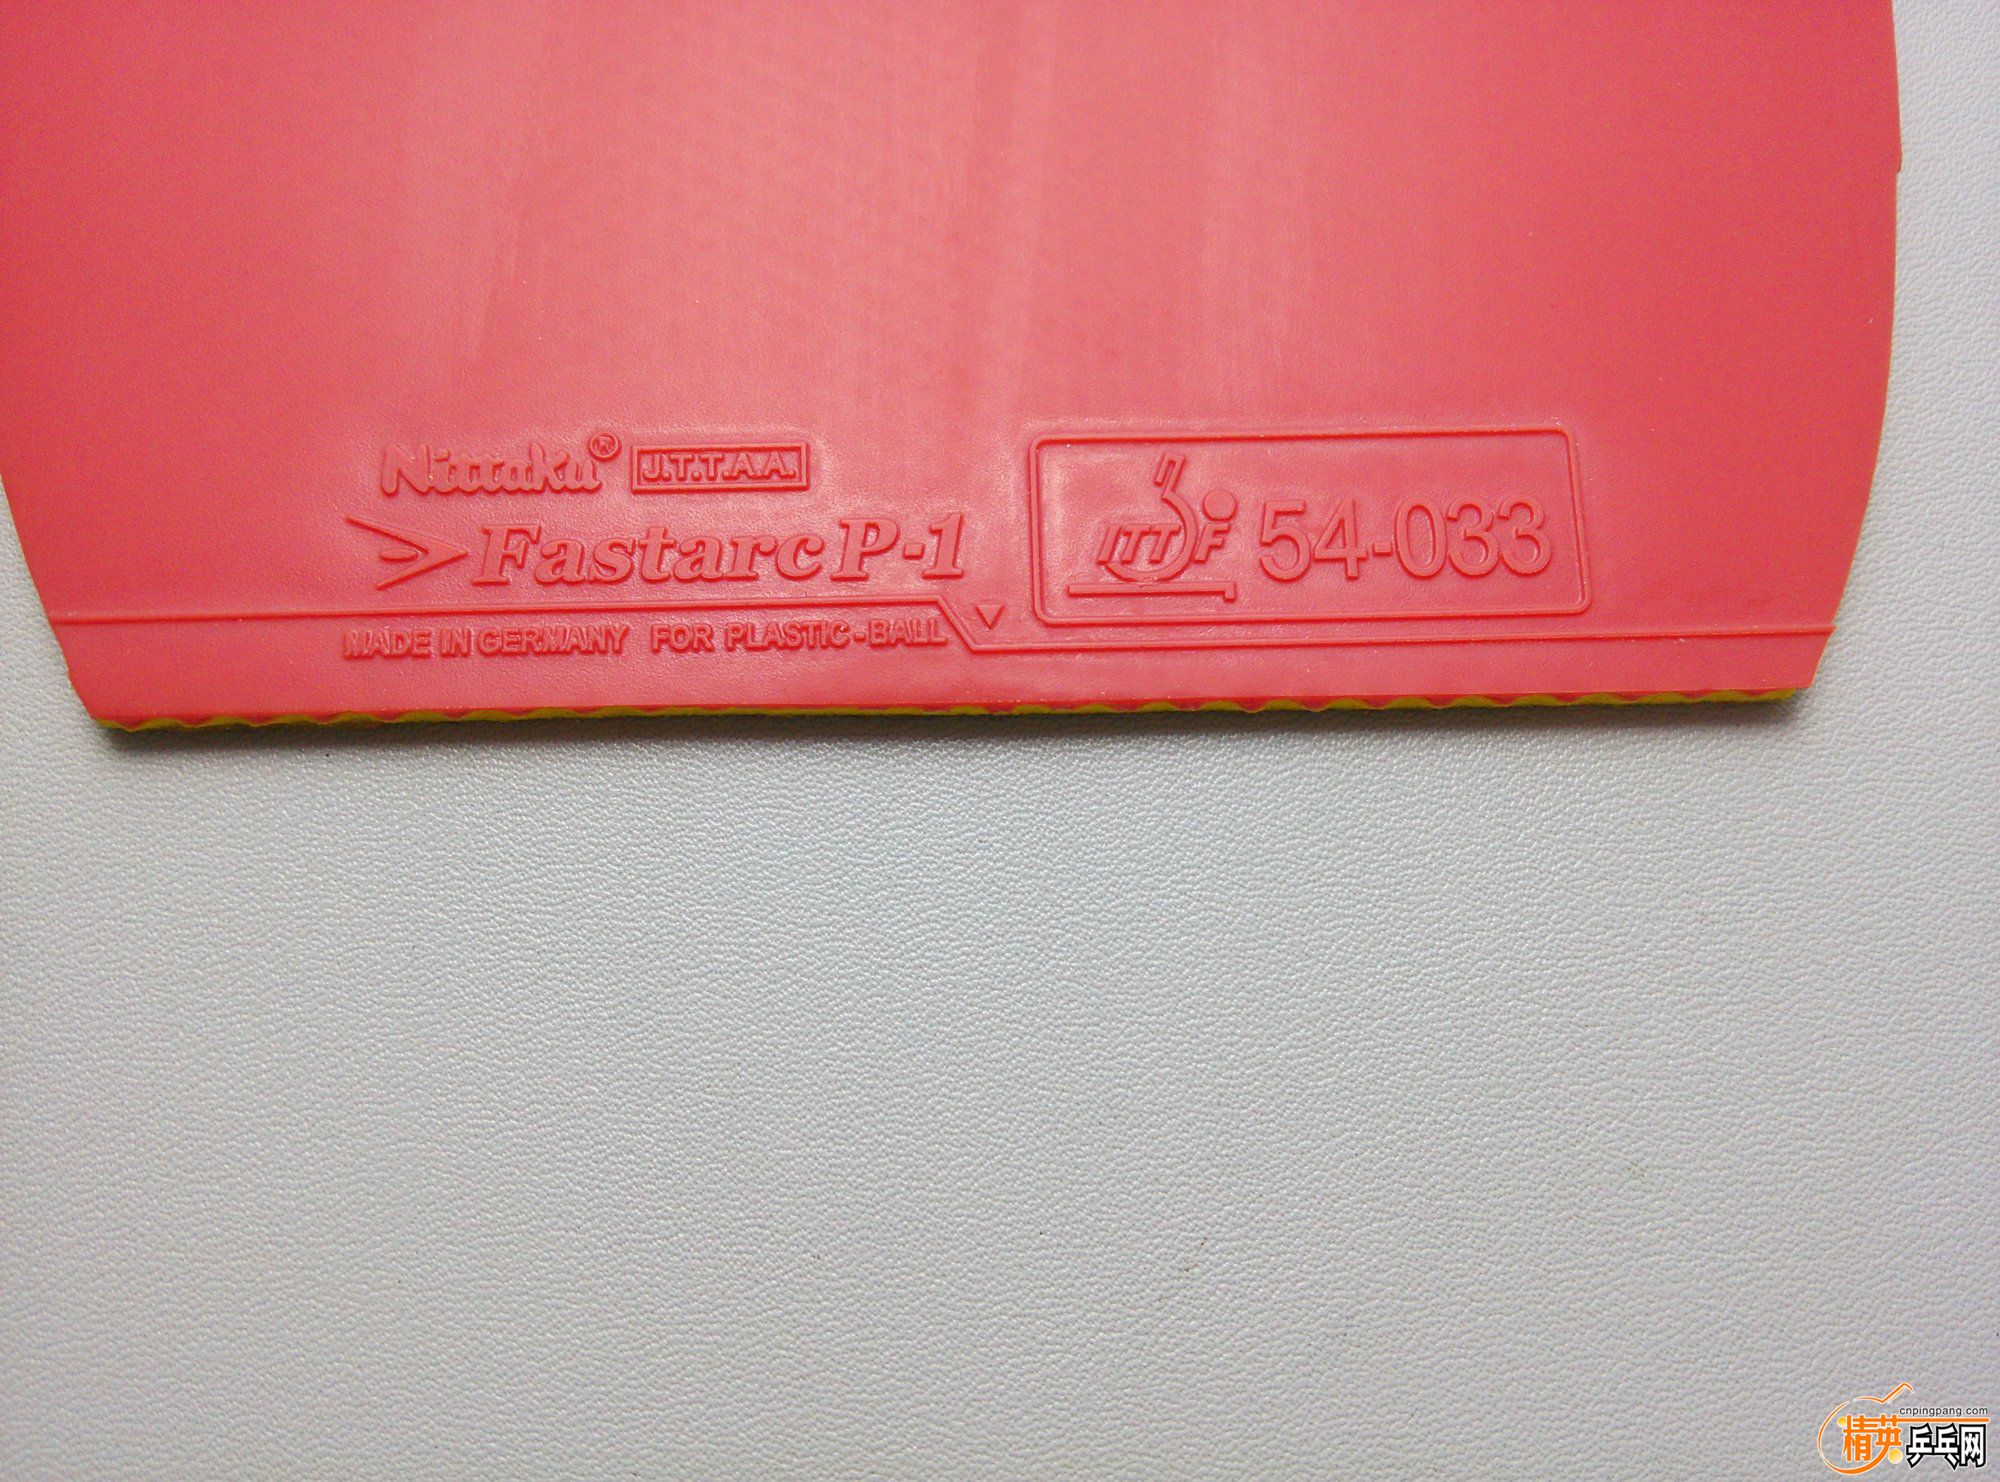 Nittaku® J.T.T.A.A.
Fastarc P-1
MADE IN GERMANY FOR PLASTIC-BALL
ITTF 54-033
cnpingpang.com
精英乒乓网